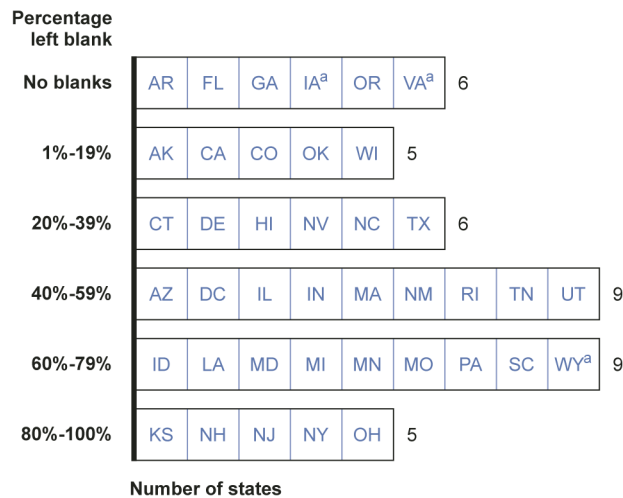 Percentage
left blank
No blanks AR FL GA IAᵃ OR VAᵃ 6
1%-19% AK CA CO OK WI 5
20%-39% CT DE HI NV NC TX 6
40%-59% AZ DC IL IN MA NM RI TN UT 9
60%-79% ID LA MD MI MN MO PA SC WYᵃ 9
80%-100% KS NH NJ NY OH 5
Number of states